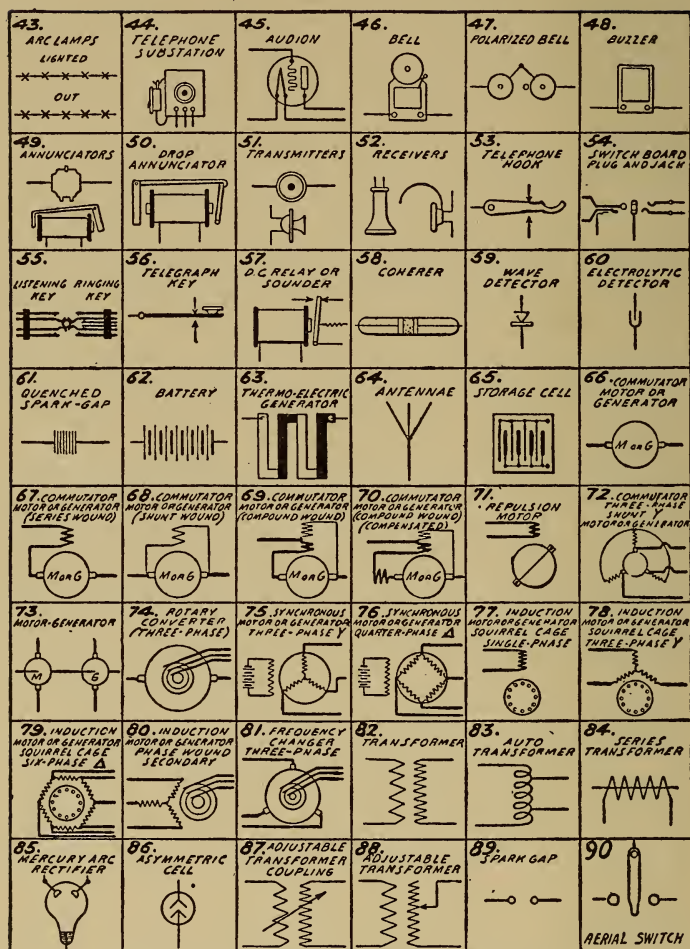 43.
ARC LAMPS
LIGHTED
OUT
44.
TELEPHONE
SUBSTATION
45.
AUDION
46.
BELL
47.
POLARIZED BELL
48.
BUZZER
49.
ANNUNCIATORS
50.
DROP
ANNUNCIATOR
51.
TRANSMITTERS
52.
RECEIVERS
53.
TELEPHONE
HOOK
54.
SWITCH BOARD
PLUG AND JACK
55.
LISTENING RINGING
KEY KEY
56.
TELEGRAPH
KEY
57.
D.C. RELAY OR
SOUNDER
58.
COHERER
59.
WAVE
DETECTOR
60
ELECTROLYTIC
DETECTOR
61.
QUENCHED
SPARK-GAP
62.
BATTERY
63.
THERMO-ELECTRIC
GENERATOR
64.
ANTENNAE
65.
STORAGE CELL
66. COMMUTATOR
MOTOR OR
GENERATOR
M or G
67. COMMUTATOR
MOTOR OR GENERATOR
(SERIES WOUND)
M or G
68. COMMUTATOR
MOTOR OR GENERATOR
(SHUNT WOUND)
M or G
69. COMMUTATOR
MOTOR OR GENERATOR
(COMPOUND WOUND)
M or G
70. COMMUTATOR
MOTOR OR GENERATOR
(COMPOUND WOUND)
(COMPENSATED)
M or G
71.
REPULSION
MOTOR
72. COMMUTATOR
THREE-PHASE
SHUNT Y
MOTOR OR GENERATOR
73.
MOTOR-GENERATOR
M G
74. ROTARY
CONVERTER
(THREE-PHASE)
75. SYNCHRONOUS
MOTOR OR GENERATOR
THREE-PHASE Y
76. SYNCHRONOUS
MOTOR OR GENERATOR
QUARTER-PHASE Δ
77. INDUCTION
MOTOR OR GENERATOR
SQUIRREL CAGE
SINGLE-PHASE
78. INDUCTION
MOTOR OR GENERATOR
SQUIRREL CAGE
THREE-PHASE Y
79. INDUCTION
MOTOR OR GENERATOR
SQUIRREL CAGE
SIX-PHASE Δ
80. INDUCTION
MOTOR OR GENERATOR
PHASE WOUND
SECONDARY
81. FREQUENCY
CHANGER
THREE-PHASE
82.
TRANSFORMER
83.
AUTO
TRANSFORMER
84.
SERIES
TRANSFORMER
85.
MERCURY ARC
RECTIFIER
86.
ASYMMETRIC
CELL
87. ADJUSTABLE
TRANSFORMER
COUPLING
88.
ADJUSTABLE
TRANSFORMER
89.
SPARK GAP
90
AERIAL SWITCH